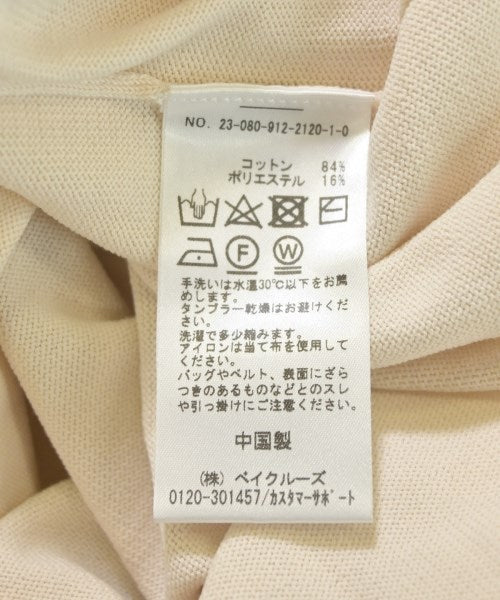 NO. 23-080-912-2120-1-0
コットン 84%
ポリエステル 16%
F W
手洗いは水温30℃以下をお薦
めします。
タンブラー乾燥はお避けくだ
さい。
洗濯で多少縮みます。
アイロンは当て布を使用して
ください。
バッグやベルト、表面にざら
つきのあるものなどとのスレ
や引っ掛けにご注意ください。
中国製
(株) ベイクルーズ
0120-301457/カスタマーサポート